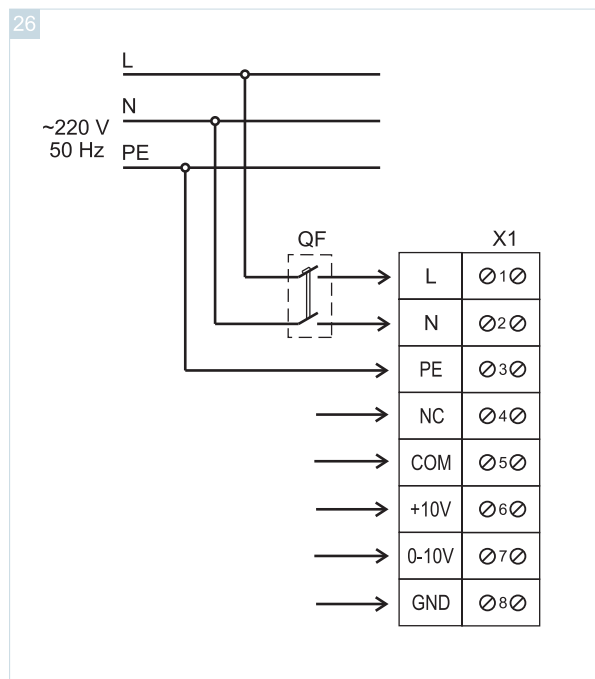 26
L
N
~220 V
50 Hz
PE
QF
X1
L 1
N 2
PE 3
NC 4
COM 5
+10V 6
0-10V 7
GND 8